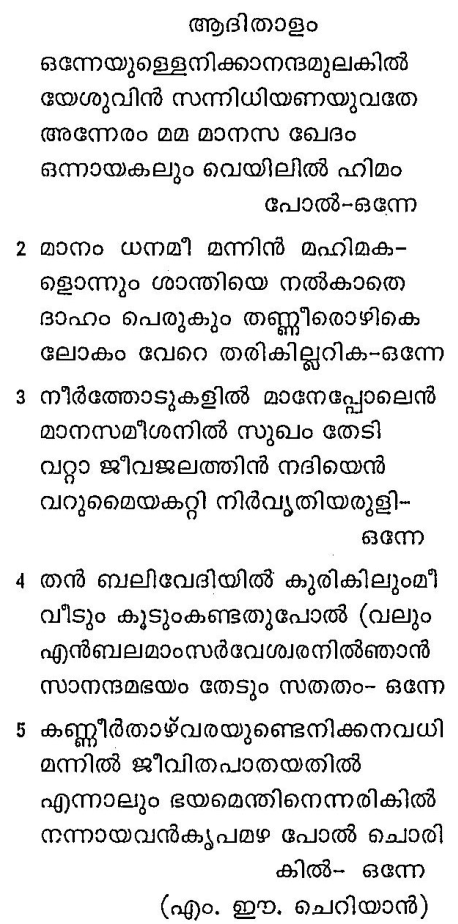 ആദിതാളം
ഒന്നേയുള്ളെനിക്കാനന്ദമുലകിൽ
യേശുവിൻ സന്നിധിയണയുവതേ
അന്നേരം മമ മാനസ ഖേദം
ഒന്നായകലും വെയിലിൽ ഹിമം
പോൽ-ഒന്നേ
2 മാനം ധനമീ മന്നിൻ മഹിമക-
ളൊന്നും ശാന്തിയെ നൽകാതെ
ദാഹം പെരുകും തണ്ണീരൊഴികെ
ലോകം വേറെ തരികില്ലറിക-ഒന്നേ
3 നീർത്തോടുകളിൽ മാനേപ്പോലെൻ
മാനസമീശനിൽ സുഖം തേടി
വറ്റാ ജീവജലത്തിൻ നദിയെൻ
വറുമൈയകറ്റി നിർവൃതിയരുളി-
ഒന്നേ
4 തൻ ബലിവേദിയിൽ കുരികിലുംമീ
വീടും കൂടുംകണ്ടതുപോൽ (വലും
എൻബലമാംസർവേശ്വരനിൽഞാൻ
സാനന്ദമഭയം തേടും സതതം- ഒന്നേ
5 കണ്ണീർതാഴ്‌വരയുണ്ടെനിക്കനവധി
മന്നിൽ ജീവിതപാതയതിൽ
എന്നാലും ഭയമെന്തിനെന്നരികിൽ
നന്നായവൻകൃപമഴ പോൽ ചൊരി
കിൽ- ഒന്നേ
(എം. ഈ. ചെറിയാൻ)